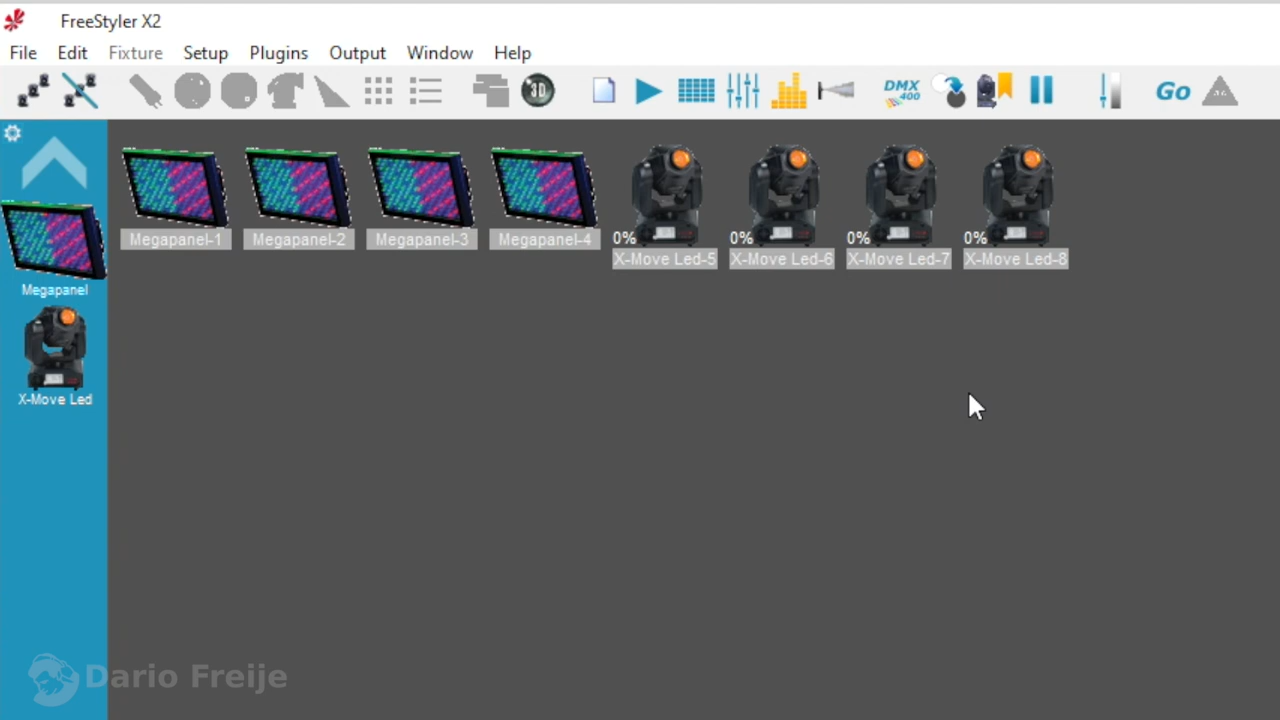 FreeStyler X2
File Edit Fixture Setup Plugins Output Window Help
3D DMX 400 Go
Megapanel-1 Megapanel-2 Megapanel-3 Megapanel-4
0% 0% 0% 0%
X-Move Led-5 X-Move Led-6 X-Move Led-7 X-Move Led-8
Megapanel
X-Move Led
Dario Freije